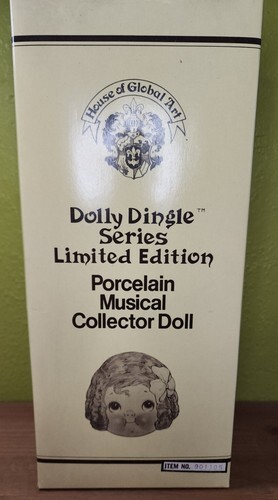 House of Global Art
Dolly Dingle™
Series
Limited Edition
Porcelain
Musical
Collector Doll
ITEM NO.